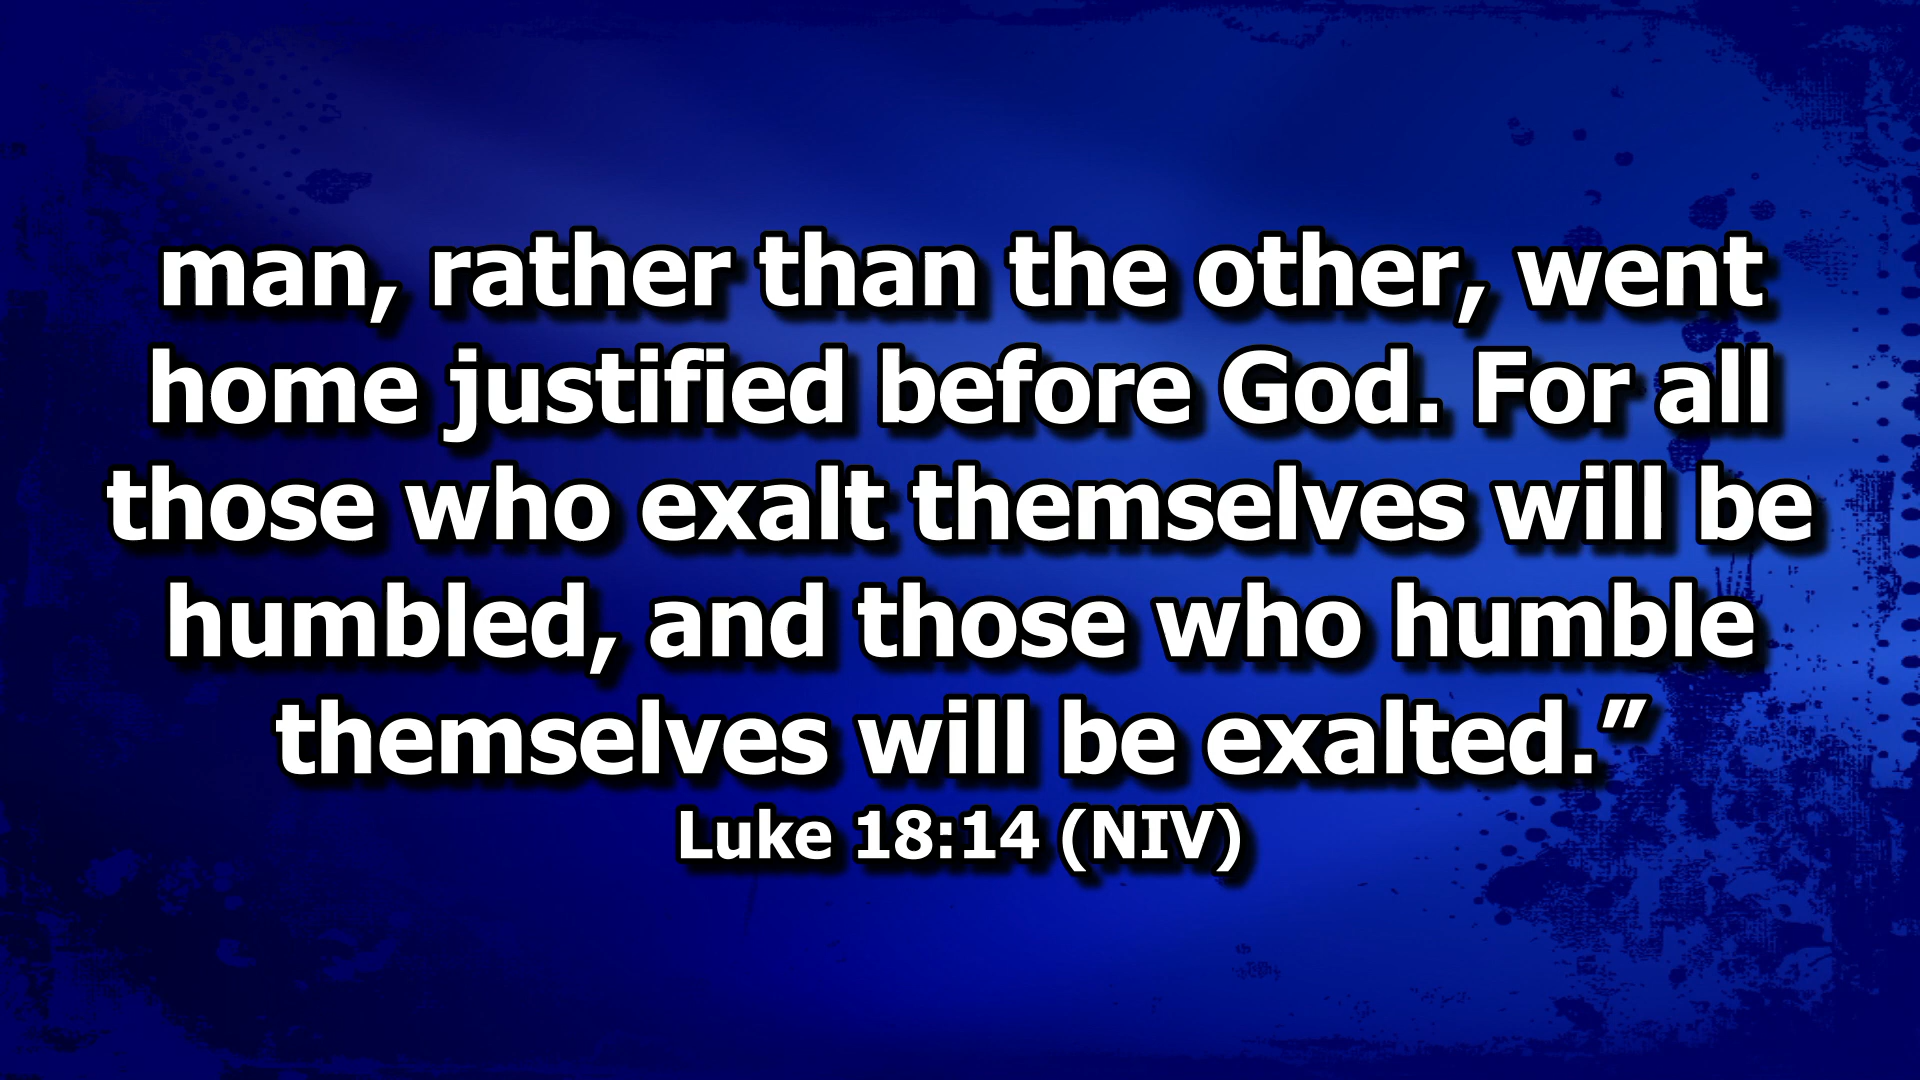 man, rather than the other, went
home justified before God. For all
those who exalt themselves will be
humbled, and those who humble
themselves will be exalted.”
Luke 18:14 (NIV)